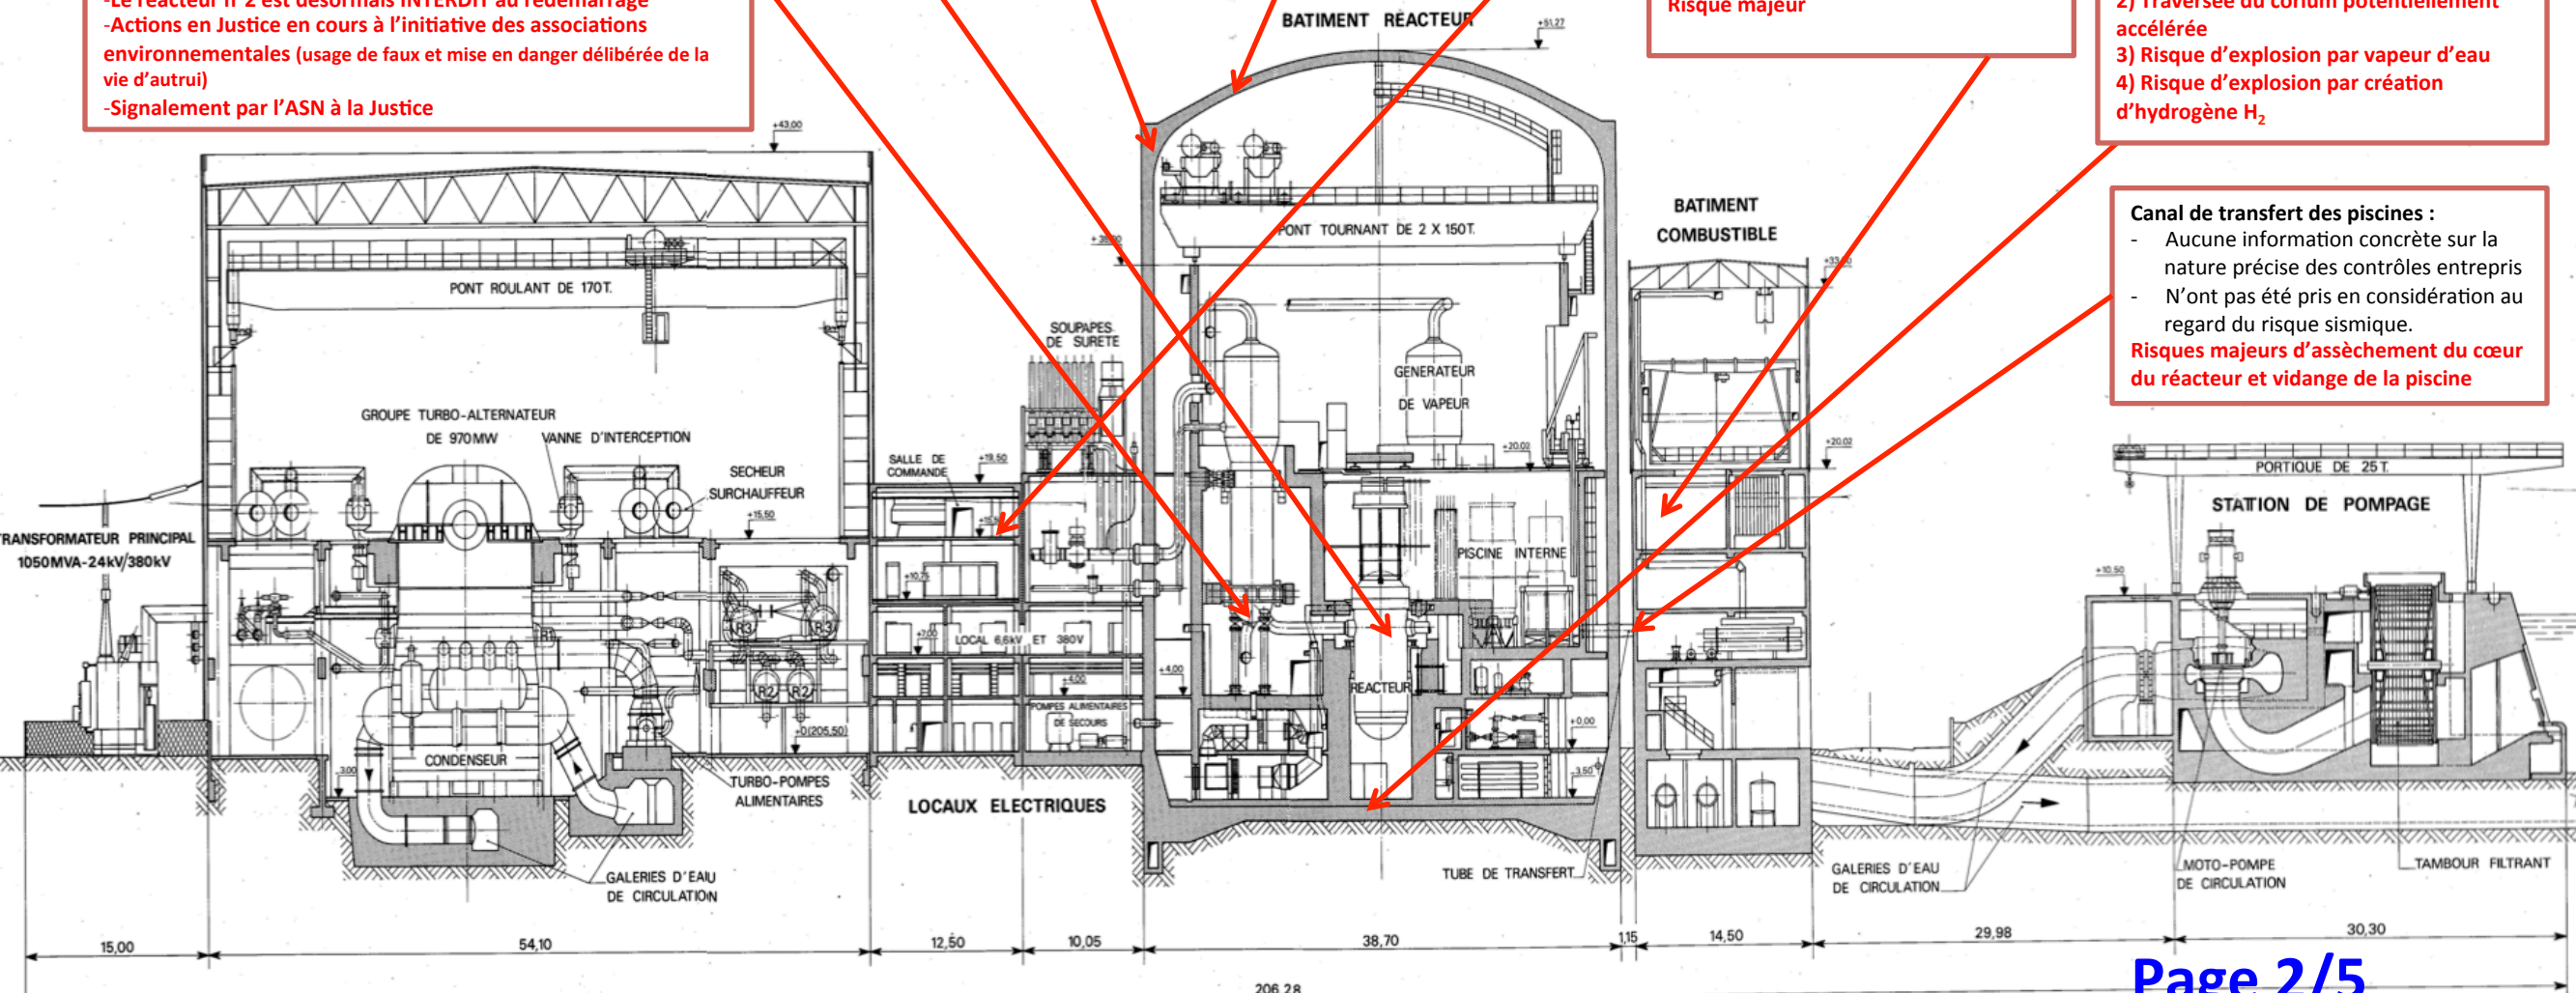 -Le réacteur n°2 est désormais INTERDIT au redémarrage
-Actions en Justice en cours à l'initiative des associations
environnementales (usage de faux et mise en danger délibérée de la
vie d'autrui)
-Signalement par l'ASN à la Justice
Risque majeur
2) Traversée du corium potentiellement
accélérée
3) Risque d'explosion par vapeur d'eau
4) Risque d'explosion par création
d'hydrogène H₂
Canal de transfert des piscines :
- Aucune information concrète sur la
nature précise des contrôles entrepris
- N'ont pas été pris en considération au
regard du risque sismique.
Risques majeurs d'assèchement du cœur
du réacteur et vidange de la piscine
BATIMENT RÉACTEUR
+51,27
+43,00
PONT ROULANT DE 170T.
GROUPE TURBO-ALTERNATEUR
DE 970MW
VANNE D'INTERCEPTION
SECHEUR
SURCHAUFFEUR
+15,50
TRANSFORMATEUR PRINCIPAL
1050MVA-24kV/380kV
R3
R3
R2
R2
+0(205,50)
-3,00
CONDENSEUR
TURBO-POMPES
ALIMENTAIRES
GALERIES D'EAU
DE CIRCULATION
SALLE DE
COMMANDE
+19,50
+10,75
+7,00
LOCAL 6,6kV ET 380V
+4,00
+4,00
POMPES ALIMENTAIRES
DE SECOURS
LOCAUX ELECTRIQUES
SOUPAPES
DE SURETE
PONT TOURNANT DE 2 X 150T.
GENERATEUR
DE VAPEUR
+20,02
PISCINE INTERNE
REACTEUR
+0,00
-3,50
TUBE DE TRANSFERT
BATIMENT
COMBUSTIBLE
+20,02
PORTIQUE DE 25T.
STATION DE POMPAGE
+10,50
GALERIES D'EAU
DE CIRCULATION
MOTO-POMPE
DE CIRCULATION
TAMBOUR FILTRANT
15,00
54,10
12,50
10,05
38,70
1,15
14,50
29,98
30,30
206,28
Page 2/5